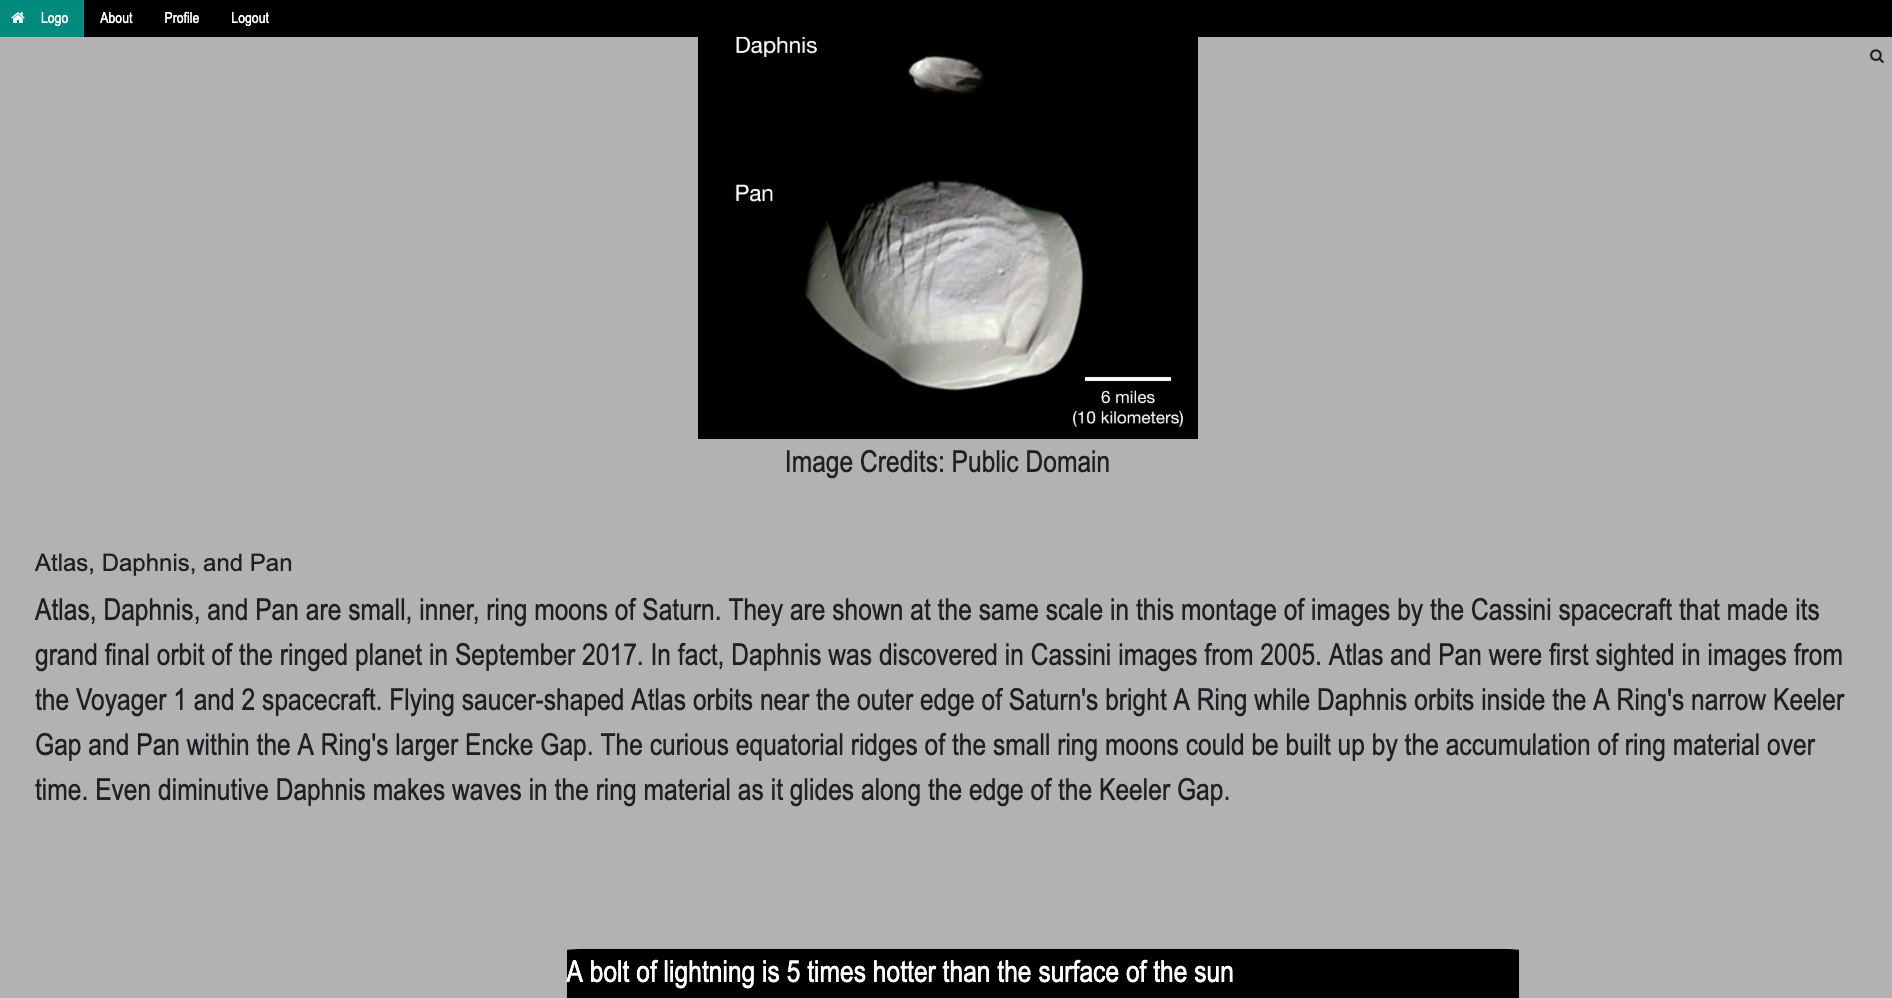 Logo About Profile Logout
Daphnis
Pan
6 miles
(10 kilometers)
Image Credits: Public Domain
Atlas, Daphnis, and Pan
Atlas, Daphnis, and Pan are small, inner, ring moons of Saturn. They are shown at the same scale in this montage of images by the Cassini spacecraft that made its
grand final orbit of the ringed planet in September 2017. In fact, Daphnis was discovered in Cassini images from 2005. Atlas and Pan were first sighted in images from
the Voyager 1 and 2 spacecraft. Flying saucer-shaped Atlas orbits near the outer edge of Saturn's bright A Ring while Daphnis orbits inside the A Ring's narrow Keeler
Gap and Pan within the A Ring's larger Encke Gap. The curious equatorial ridges of the small ring moons could be built up by the accumulation of ring material over
time. Even diminutive Daphnis makes waves in the ring material as it glides along the edge of the Keeler Gap.
A bolt of lightning is 5 times hotter than the surface of the sun